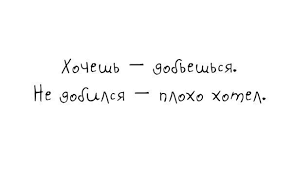 Хочешь — добьешься.
Не добился — плохо хотел.